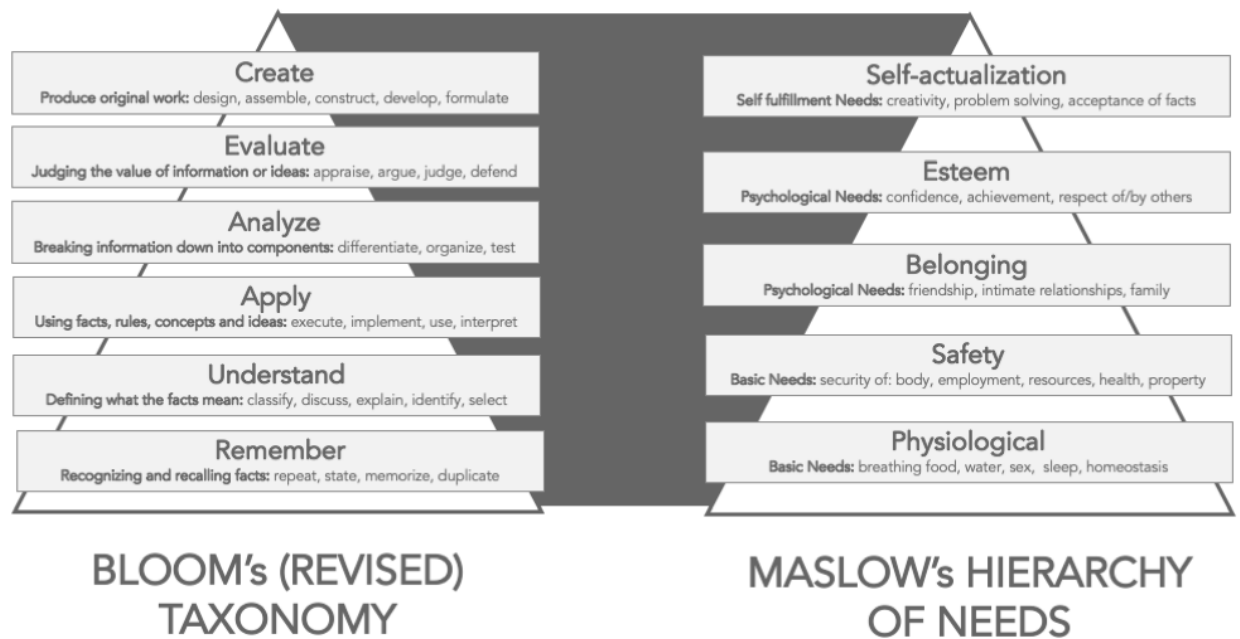 Create
Produce original work: design, assemble, construct, develop, formulate
Evaluate
Judging the value of information or ideas: appraise, argue, judge, defend
Analyze
Breaking information down into components: differentiate, organize, test
Apply
Using facts, rules, concepts and ideas: execute, implement, use, interpret
Understand
Defining what the facts mean: classify, discuss, explain, identify, select
Remember
Recognizing and recalling facts: repeat, state, memorize, duplicate
BLOOM's (REVISED)
TAXONOMY
Self-actualization
Self fulfillment Needs: creativity, problem solving, acceptance of facts
Esteem
Psychological Needs: confidence, achievement, respect of/by others
Belonging
Psychological Needs: friendship, intimate relationships, family
Safety
Basic Needs: security of: body, employment, resources, health, property
Physiological
Basic Needs: breathing food, water, sex, sleep, homeostasis
MASLOW's HIERARCHY
OF NEEDS